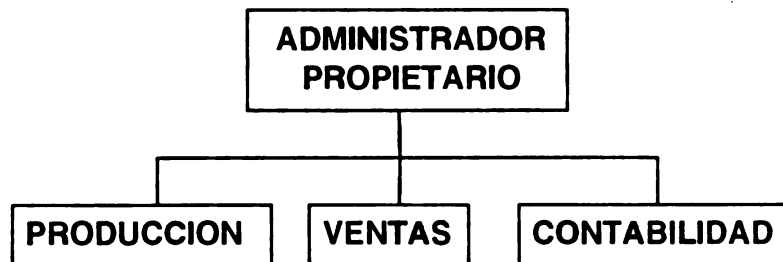 ADMINISTRADOR
PROPIETARIO
PRODUCCION
VENTAS
CONTABILIDAD